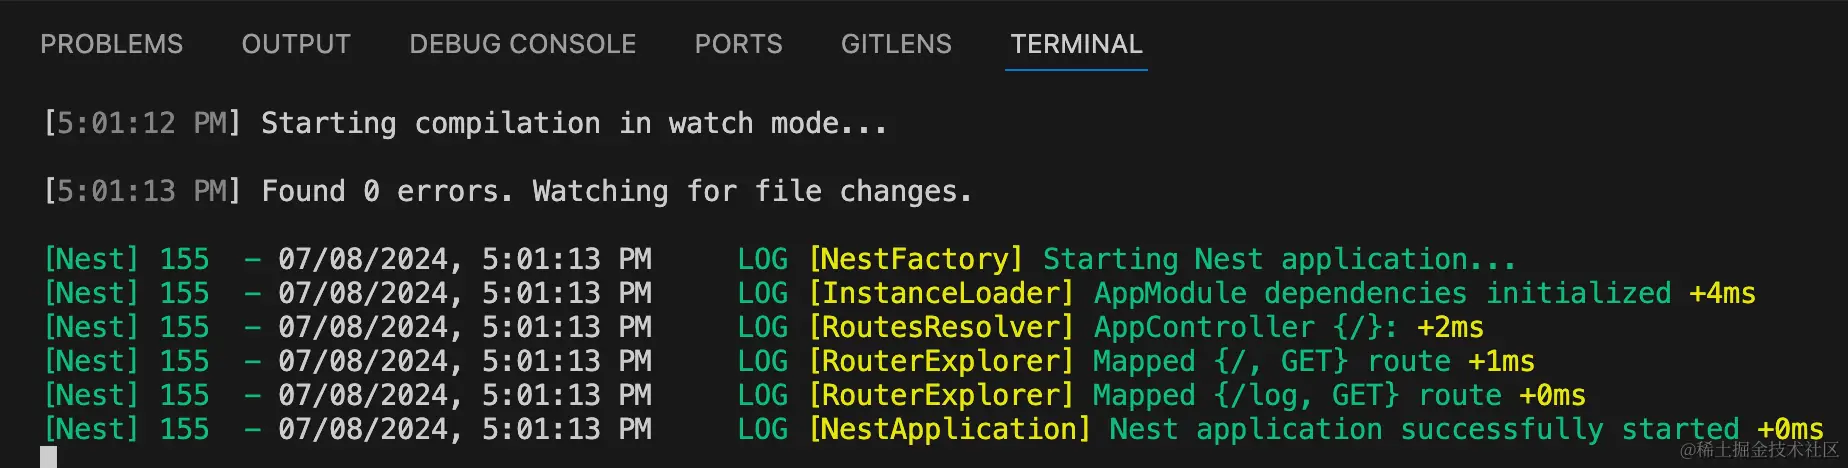 PROBLEMS OUTPUT DEBUG CONSOLE PORTS GITLENS TERMINAL
[5:01:12 PM] Starting compilation in watch mode...
[5:01:13 PM] Found 0 errors. Watching for file changes.
[Nest] 155  - 07/08/2024, 5:01:13 PM     LOG [NestFactory] Starting Nest application...
[Nest] 155  - 07/08/2024, 5:01:13 PM     LOG [InstanceLoader] AppModule dependencies initialized +4ms
[Nest] 155  - 07/08/2024, 5:01:13 PM     LOG [RoutesResolver] AppController {/}: +2ms
[Nest] 155  - 07/08/2024, 5:01:13 PM     LOG [RouterExplorer] Mapped {/, GET} route +1ms
[Nest] 155  - 07/08/2024, 5:01:13 PM     LOG [RouterExplorer] Mapped {/log, GET} route +0ms
[Nest] 155  - 07/08/2024, 5:01:13 PM     LOG [NestApplication] Nest application successfully started +0ms
@稀土掘金技术社区